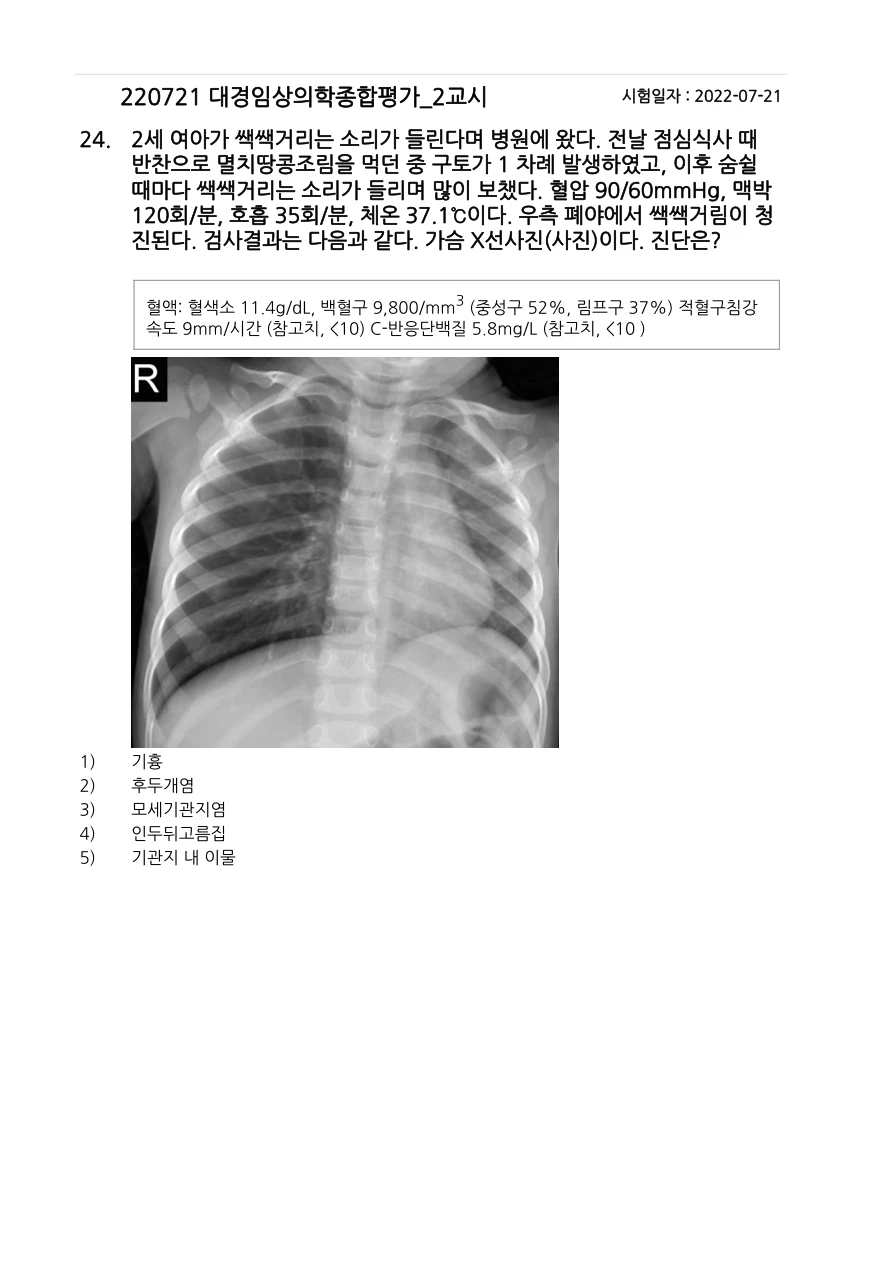 220721 대경임상의학종합평가_2교시 시험일자 : 2022-07-21
24. 2세 여아가 쌕쌕거리는 소리가 들린다며 병원에 왔다. 전날 점심식사 때
반찬으로 멸치땅콩조림을 먹던 중 구토가 1 차례 발생하였고, 이후 숨쉴
때마다 쌕쌕거리는 소리가 들리며 많이 보챘다. 혈압 90/60mmHg, 맥박
120회/분, 호흡 35회/분, 체온 37.1℃이다. 우측 폐야에서 쌕쌕거림이 청
진된다. 검사결과는 다음과 같다. 가슴 X선사진(사진)이다. 진단은?
혈액: 혈색소 11.4g/dL, 백혈구 9,800/mm³ (중성구 52%, 림프구 37%) 적혈구침강
속도 9mm/시간 (참고치, <10) C-반응단백질 5.8mg/L (참고치, <10 )
R
1) 기흉
2) 후두개염
3) 모세기관지염
4) 인두뒤고름집
5) 기관지 내 이물